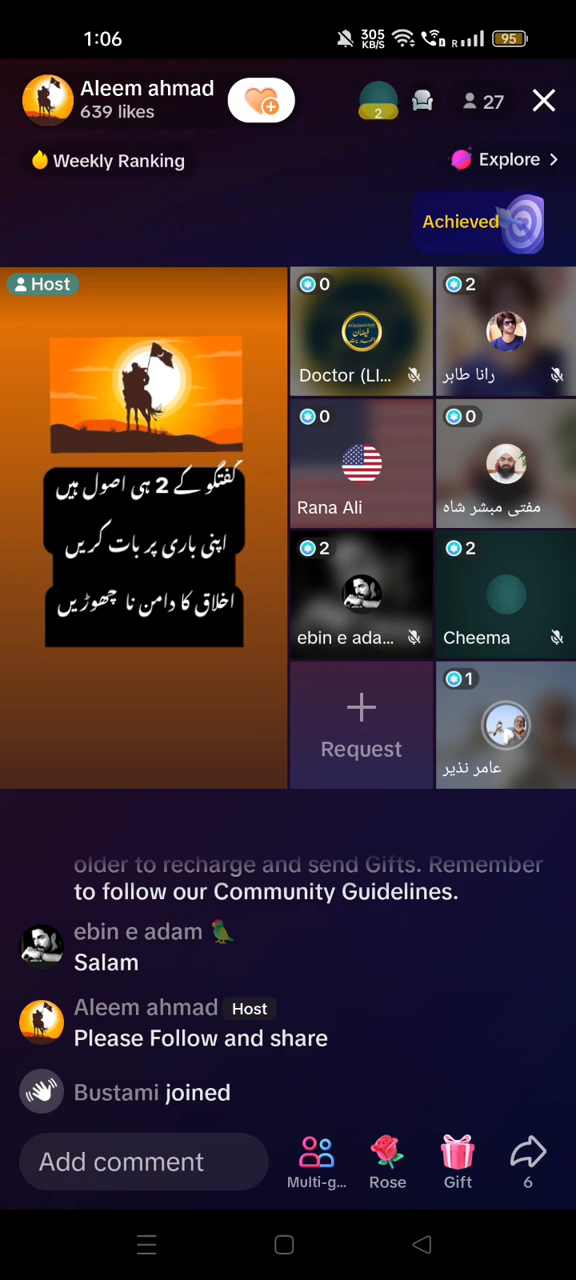 1:06
305
KB/S
R
95
Aleem ahmad
639 likes
2
27
Weekly Ranking
Explore
Achieved
Host
گفتگو کے 2 ہی اصول ہیں
اپنی باری پر بات کریں
اخلاق کا دامن نا چھوڑیں
0
Doctor (LI...
2
رانا طاہر
0
Rana Ali
0
مفتی مبشر شاہ
2
ebin e ada...
2
Cheema
Request
1
عامر نذیر
older to recharge and send Gifts. Remember
to follow our Community Guidelines.
ebin e adam 🦜
Salam
Aleem ahmad Host
Please Follow and share
Bustami joined
Add comment
Multi-g...
Rose
Gift
6